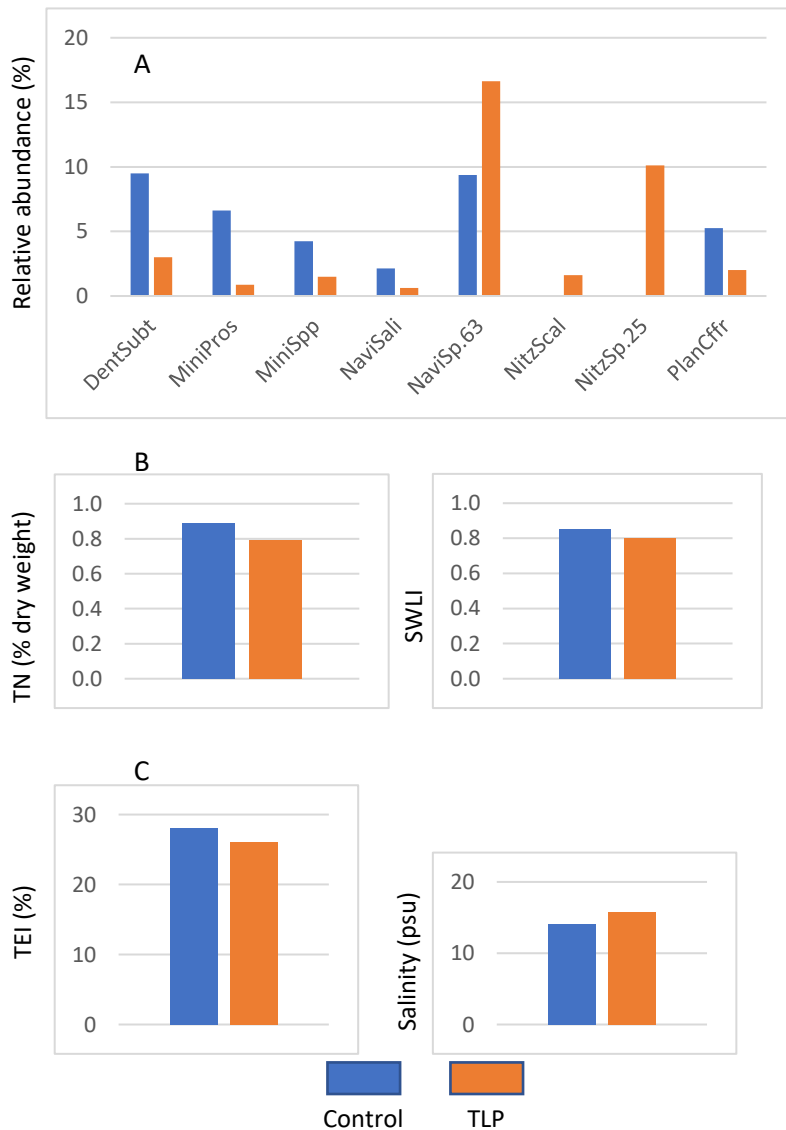 A
Relative abundance (%)
20
15
10
5
0
DentSubt
MiniPros
MiniSpp
NaviSali
NaviSp.63
NitzScal
NitzSp.25
PlanCffr
B
TN (% dry weight)
1.0
0.8
0.6
0.4
0.2
0.0
SWLI
1.0
0.8
0.6
0.4
0.2
0.0
C
TEI (%)
30
20
10
0
Salinity (psu)
20
10
0
Control
TLP